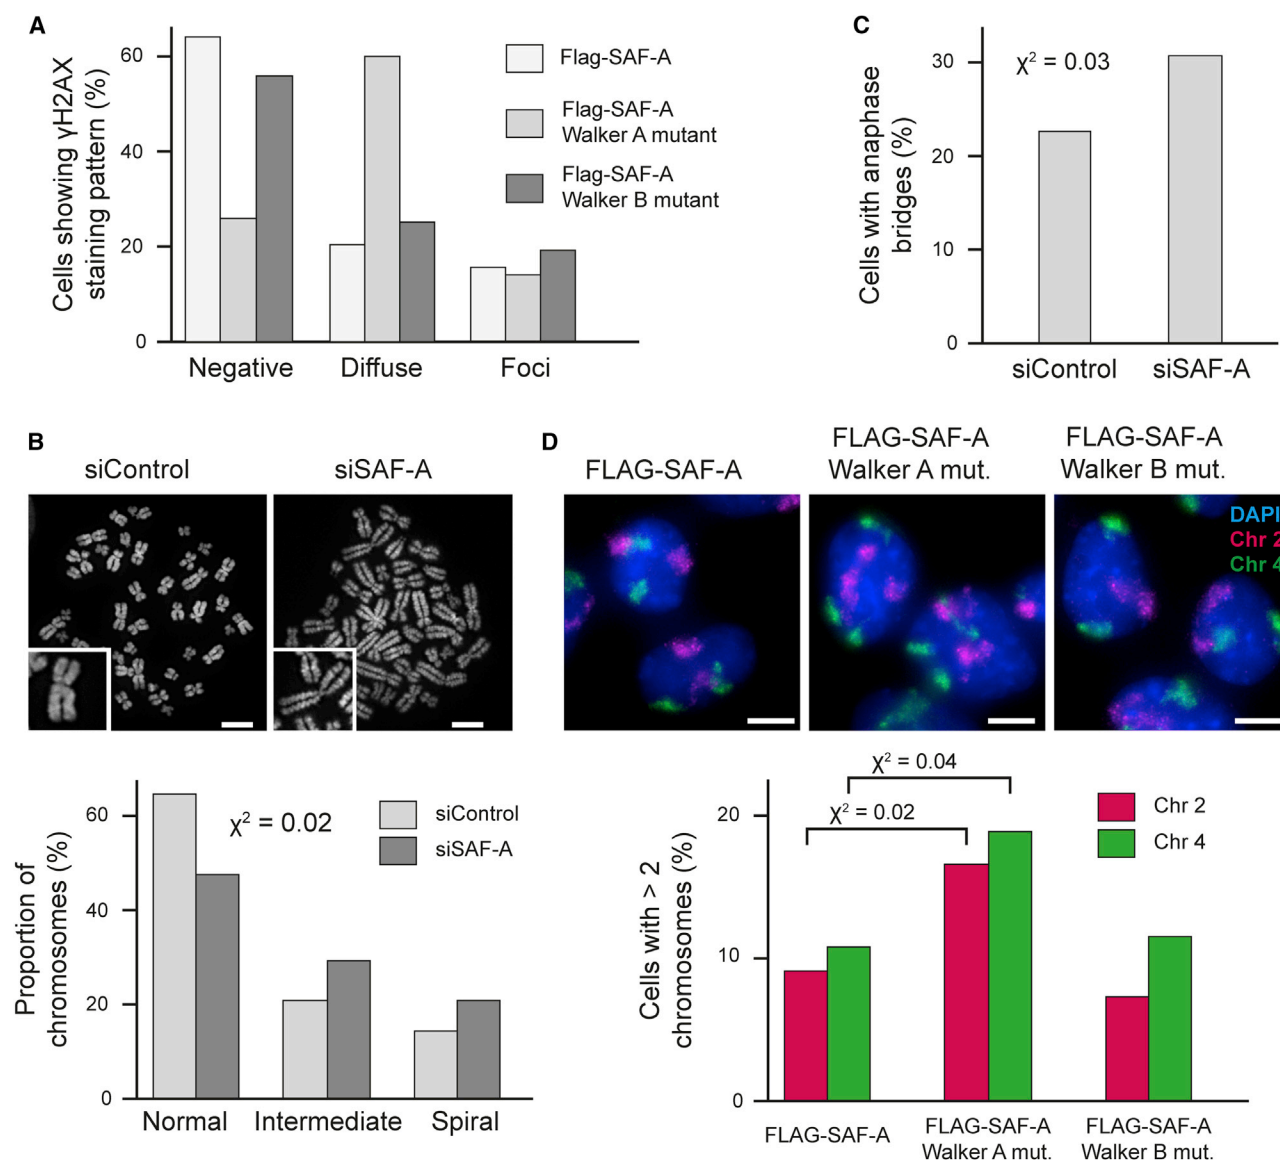 A
Cells showing γH2AX
staining pattern (%)
60
40
20
0
Negative
Diffuse
Foci
Flag-SAF-A
Flag-SAF-A
Walker A mutant
Flag-SAF-A
Walker B mutant
C
Cells with anaphase
bridges (%)
30
20
10
0
χ² = 0.03
siControl
siSAF-A
B
siControl
siSAF-A
Proportion of
chromosomes (%)
60
40
20
0
χ² = 0.02
siControl
siSAF-A
Normal
Intermediate
Spiral
D
FLAG-SAF-A
FLAG-SAF-A
Walker A mut.
FLAG-SAF-A
Walker B mut.
DAPI
Chr 2
Chr 4
Cells with > 2
chromosomes (%)
20
10
0
χ² = 0.04
χ² = 0.02
Chr 2
Chr 4
FLAG-SAF-A
FLAG-SAF-A
Walker A mut.
FLAG-SAF-A
Walker B mut.